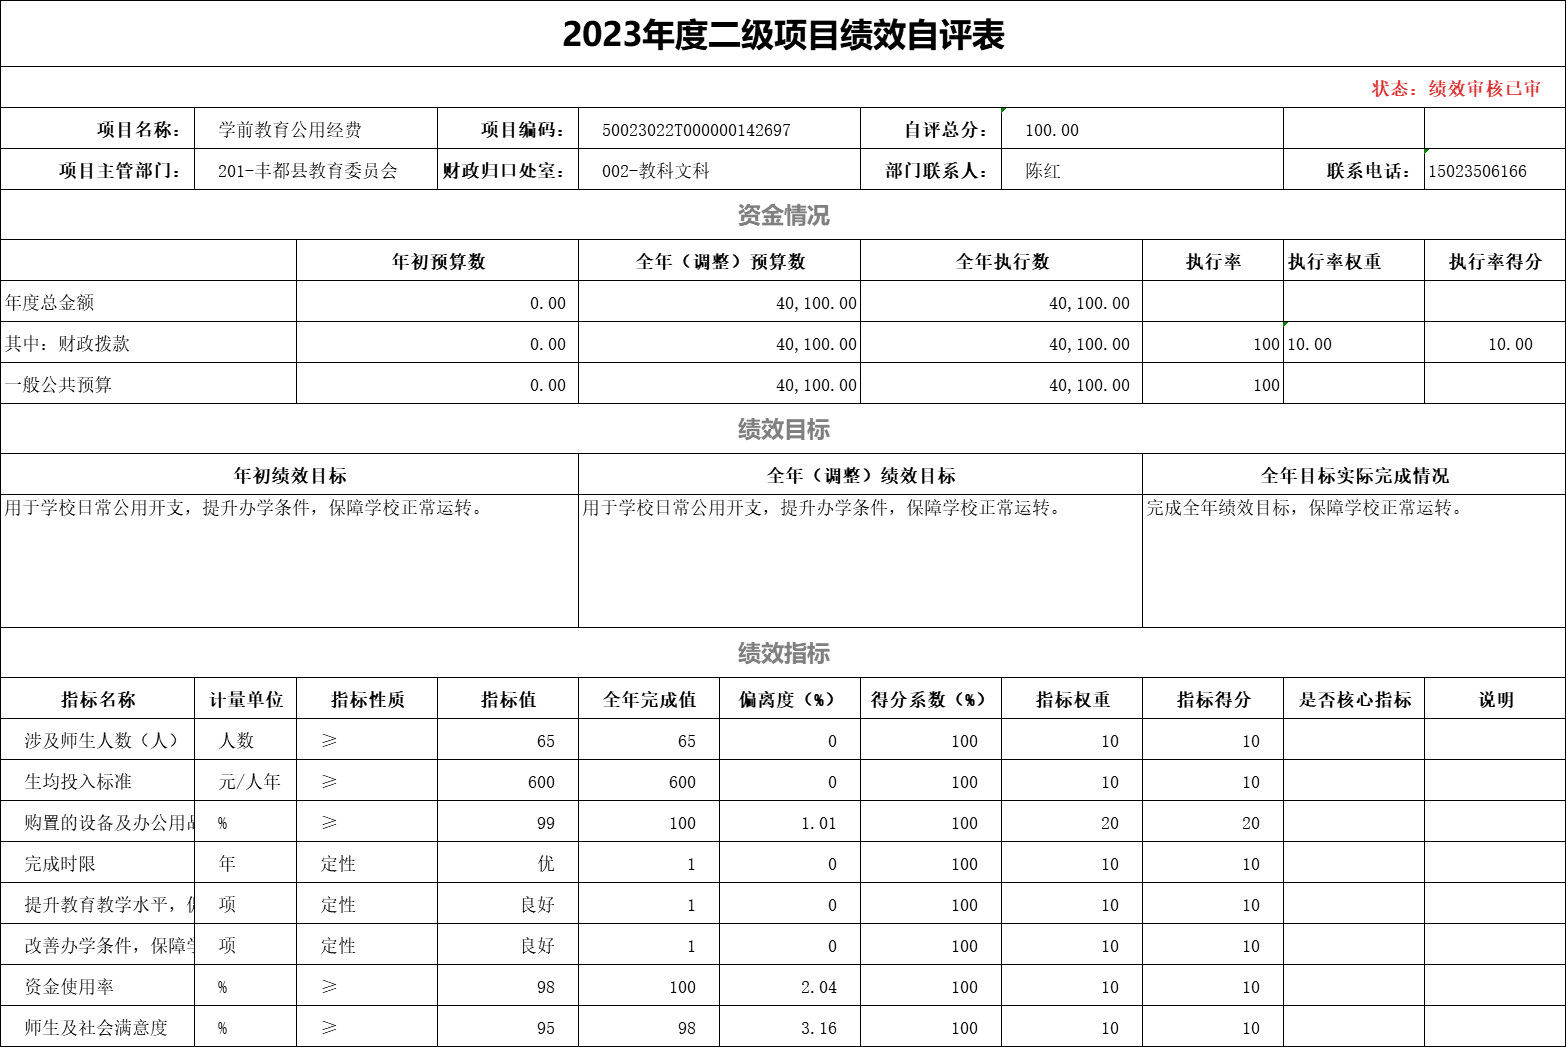 2023年度二级项目绩效自评表
状态：绩效审核已审
项目名称： 学前教育公用经费 项目编码： 50023022T000000142697 自评总分： 100.00
项目主管部门： 201-丰都县教育委员会 财政归口处室： 002-教科文科 部门联系人： 陈红 联系电话： 15023506166
资金情况
年初预算数 全年（调整）预算数 全年执行数 执行率 执行率权重 执行率得分
年度总金额 0.00 40,100.00 40,100.00
其中：财政拨款 0.00 40,100.00 40,100.00 100 10.00 10.00
一般公共预算 0.00 40,100.00 40,100.00 100
绩效目标
年初绩效目标 全年（调整）绩效目标 全年目标实际完成情况
用于学校日常公用开支，提升办学条件，保障学校正常运转。 用于学校日常公用开支，提升办学条件，保障学校正常运转。 完成全年绩效目标，保障学校正常运转。
绩效指标
指标名称 计量单位 指标性质 指标值 全年完成值 偏离度（%） 得分系数（%） 指标权重 指标得分 是否核心指标 说明
涉及师生人数（人） 人数 ≥ 65 65 0 100 10 10
生均投入标准 元/人年 ≥ 600 600 0 100 10 10
购置的设备及办公用品 % ≥ 99 100 1.01 100 20 20
完成时限 年 定性 优 1 0 100 10 10
提升教育教学水平， 项 定性 良好 1 0 100 10 10
改善办学条件，保障学 项 定性 良好 1 0 100 10 10
资金使用率 % ≥ 98 100 2.04 100 10 10
师生及社会满意度 % ≥ 95 98 3.16 100 10 10